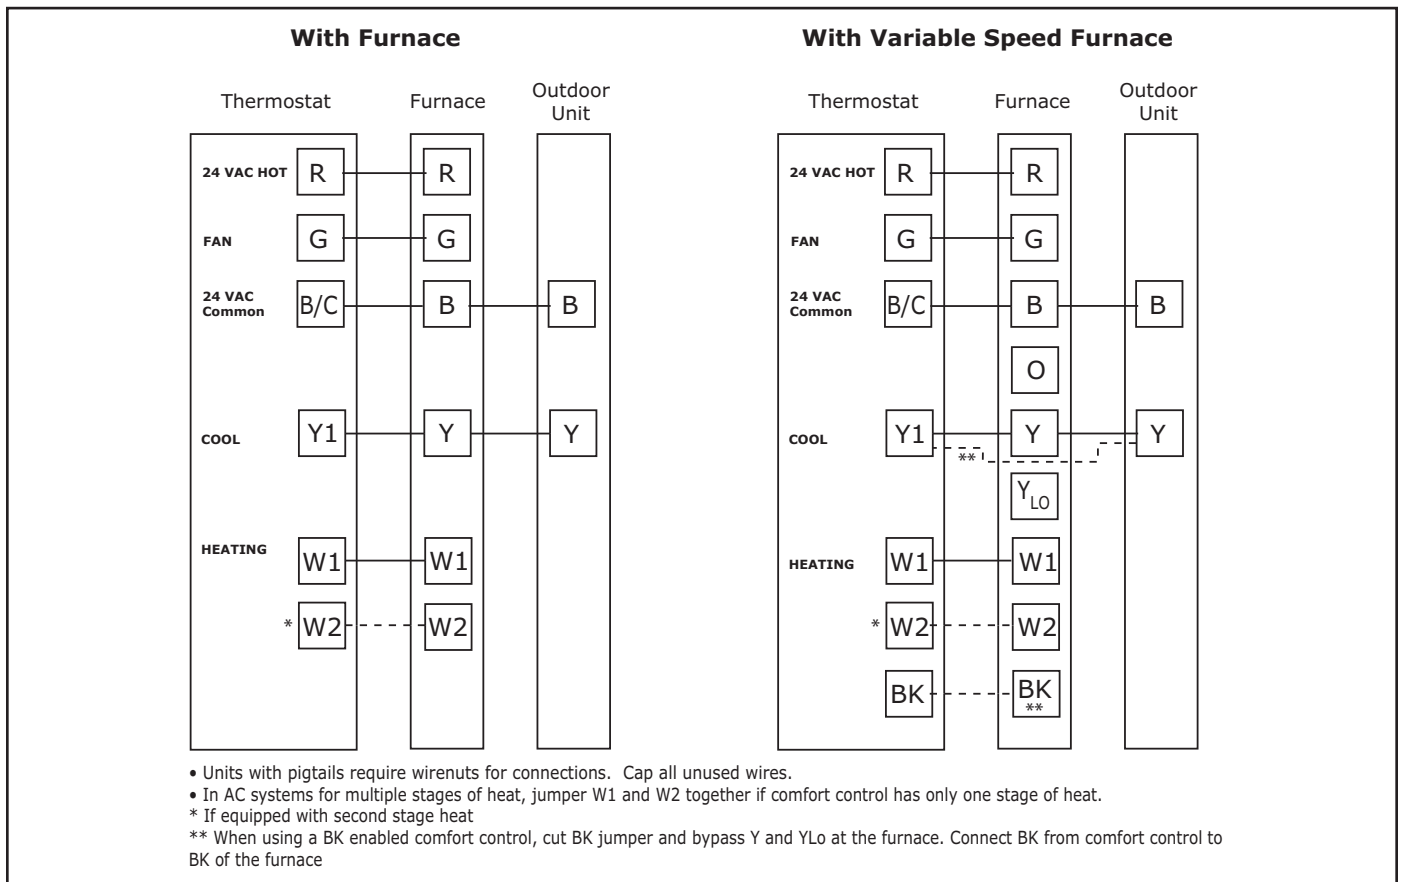 With Furnace
With Variable Speed Furnace
Thermostat
Furnace
Outdoor
Unit
24 VAC HOT
R
R
FAN
G
G
24 VAC
Common
B/C
B
B
COOL
Y1
Y
Y
HEATING
W1
W1
* W2
W2
Thermostat
Furnace
Outdoor
Unit
24 VAC HOT
R
R
FAN
G
G
24 VAC
Common
B/C
B
B
O
COOL
Y1
**
Y
Y
YLO
HEATING
W1
W1
* W2
W2
BK
BK
**
• Units with pigtails require wirenuts for connections. Cap all unused wires.
• In AC systems for multiple stages of heat, jumper W1 and W2 together if comfort control has only one stage of heat.
* If equipped with second stage heat
** When using a BK enabled comfort control, cut BK jumper and bypass Y and YLo at the furnace. Connect BK from comfort control to
BK of the furnace